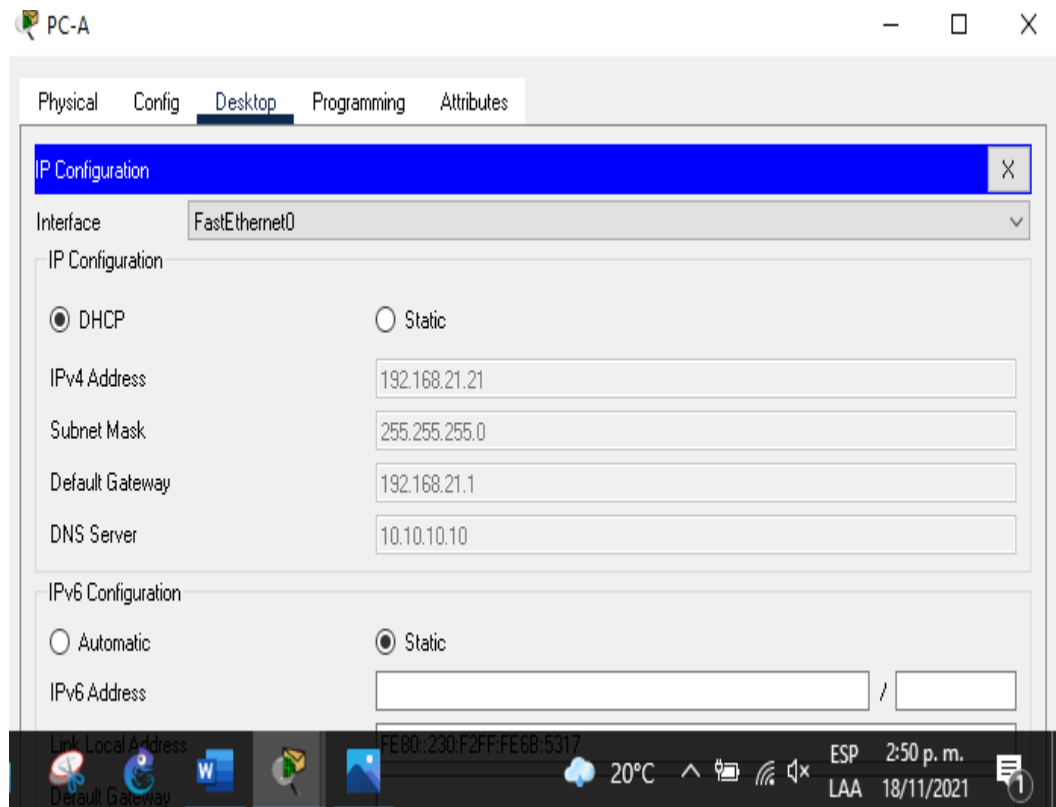 PC-A
Physical Config Desktop Programming Attributes
IP Configuration X
Interface FastEthernet0
IP Configuration
DHCP Static
IPv4 Address 192.168.21.21
Subnet Mask 255.255.255.0
Default Gateway 192.168.21.1
DNS Server 10.10.10.10
IPv6 Configuration
Automatic Static
IPv6 Address /
Link Local Address FE80::230:F2FF:FE6B:5317
Default Gateway
W 20°C ESP 2:50 p. m.
LAA 18/11/2021 1